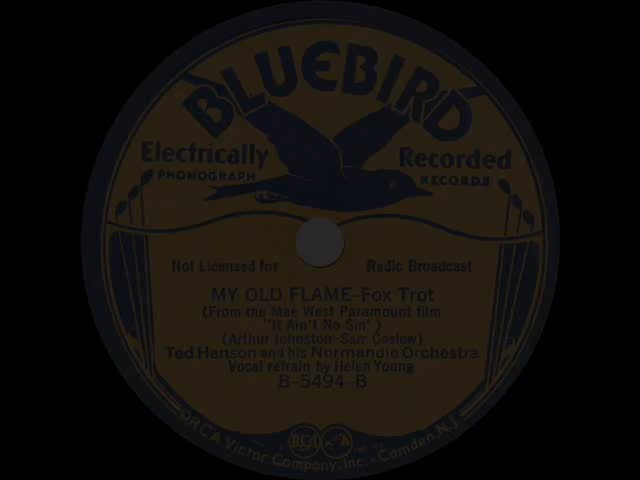 BLUEBIRD
Electrically Recorded
PHONOGRAPH RECORDS
Not Licensed for Radio Broadcast
MY OLD FLAME-Fox Trot
(From the Mae West Paramount film
"It Ain't No Sin")
(Arthur Johnston-Sam Coslow)
Ted Hanson and his Normandie Orchestra
Vocal refrain by Helen Young
B-5494-B
RCA Victor Company, Inc.-Camden, N.J.